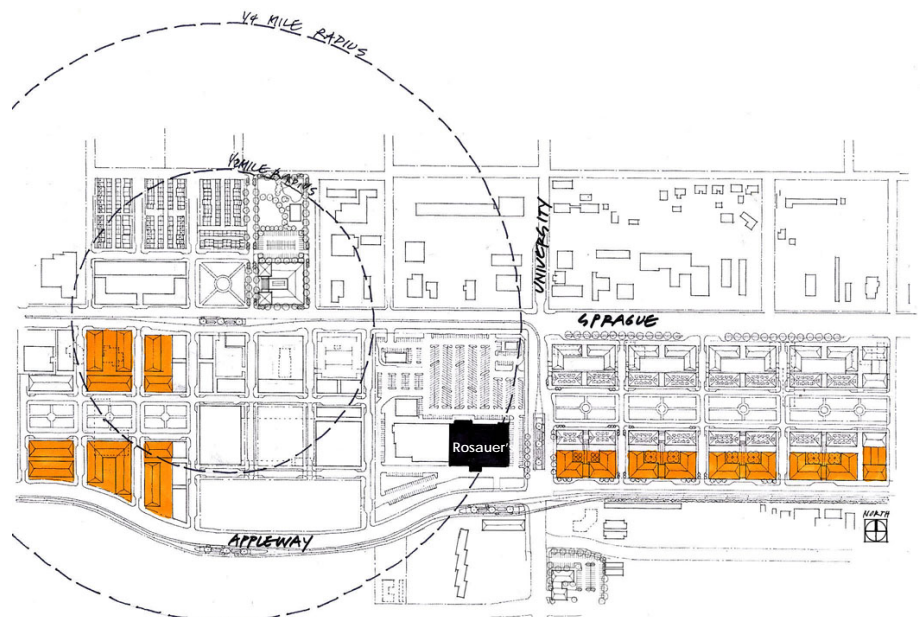 1/4 MILE
RADIUS
1/8 MILE RADIUS
UNIVERSITY
SPRAGUE
Rosauer'
APPLEWAY
NORTH